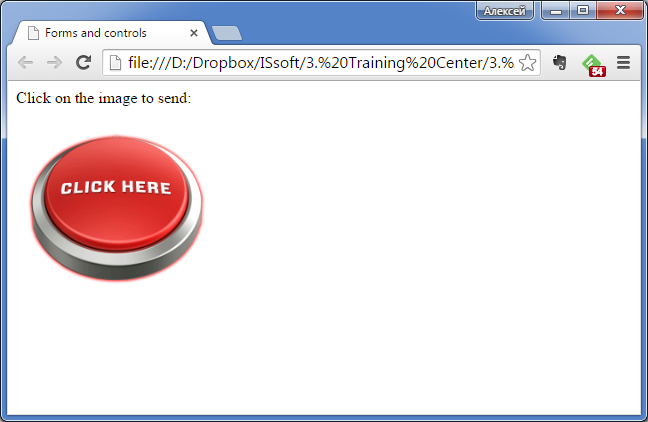 Алексей
Forms and controls
file:///D:/Dropbox/ISsoft/3.%20Training%20Center/3.%
54
Click on the image to send:
CLICK HERE